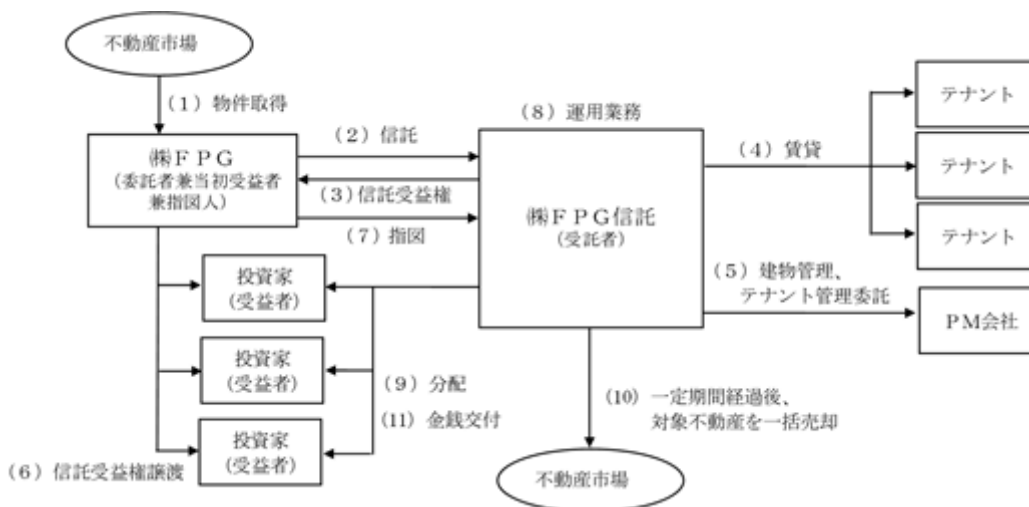 不動産市場
(1)物件取得
㈱FPG
(委託者兼当初受益者
兼指図人)
(2)信託
(3)信託受益権
(7)指図
(8)運用業務
㈱FPG信託
(受託者)
(4)賃貸
テナント
テナント
テナント
(5)建物管理、
テナント管理委託
PM会社
投資家
(受益者)
投資家
(受益者)
投資家
(受益者)
(6)信託受益権譲渡
(9)分配
(11)金銭交付
(10)一定期間経過後、
対象不動産を一括売却
不動産市場